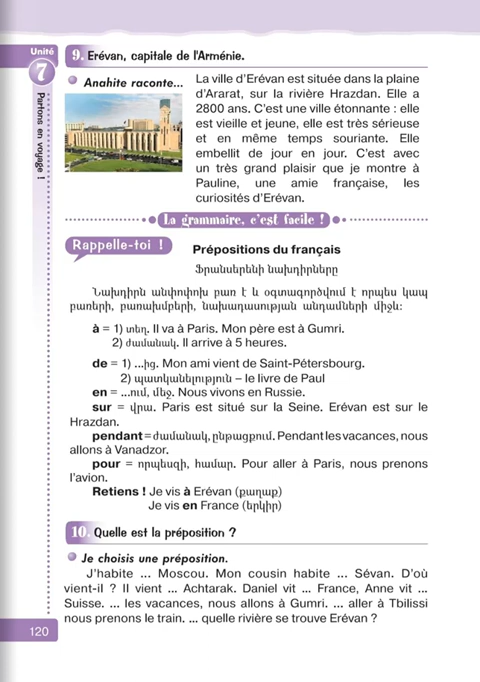 Unité
7
Partons en voyage !
9. Erévan, capitale de l'Arménie.
Anahite raconte...
La ville d'Erévan est située dans la plaine
d'Ararat, sur la rivière Hrazdan. Elle a
2800 ans. C'est une ville étonnante : elle
est vieille et jeune, elle est très sérieuse
et en même temps souriante. Elle
embellit de jour en jour. C'est avec
un très grand plaisir que je montre à
Pauline, une amie française, les
curiosités d'Erévan.
La grammaire, c'est facile !
Rappelle-toi !
Prépositions du français
Ֆրանսերենի նախդիրները
Նախդիրն անփոփոխ բառ է և օգտագործվում է որպես կապ
բառերի, բառախմբերի, նախադասության անդամների միջև:
à = 1) տեղ. Il va à Paris. Mon père est à Gumri.
2) ժամանակ. Il arrive à 5 heures.
de = 1) ...ից. Mon ami vient de Saint-Pétersbourg.
2) պատկանելություն – le livre de Paul
en = ...ում, մեջ. Nous vivons en Russie.
sur = վրա. Paris est situé sur la Seine. Erévan est sur le
Hrazdan.
pendant = ժամանակ, ընթացքում. Pendant les vacances, nous
allons à Vanadzor.
pour = որպեսզի, համար. Pour aller à Paris, nous prenons
l'avion.
Retiens ! Je vis à Erévan (քաղաք)
Je vis en France (երկիր)
10. Quelle est la préposition ?
Je choisis une préposition.
J'habite ... Moscou. Mon cousin habite ... Sévan. D'où
vient-il ? Il vient ... Achtarak. Daniel vit ... France, Anne vit ...
Suisse. ... les vacances, nous allons à Gumri. ... aller à Tbilissi
nous prenons le train. ... quelle rivière se trouve Erévan ?
120